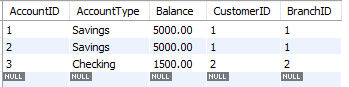 AccountID AccountType Balance CustomerID BranchID
1 Savings 5000.00 1 1
2 Savings 5000.00 1 1
3 Checking 1500.00 2 2
NULL NULL NULL NULL NULL